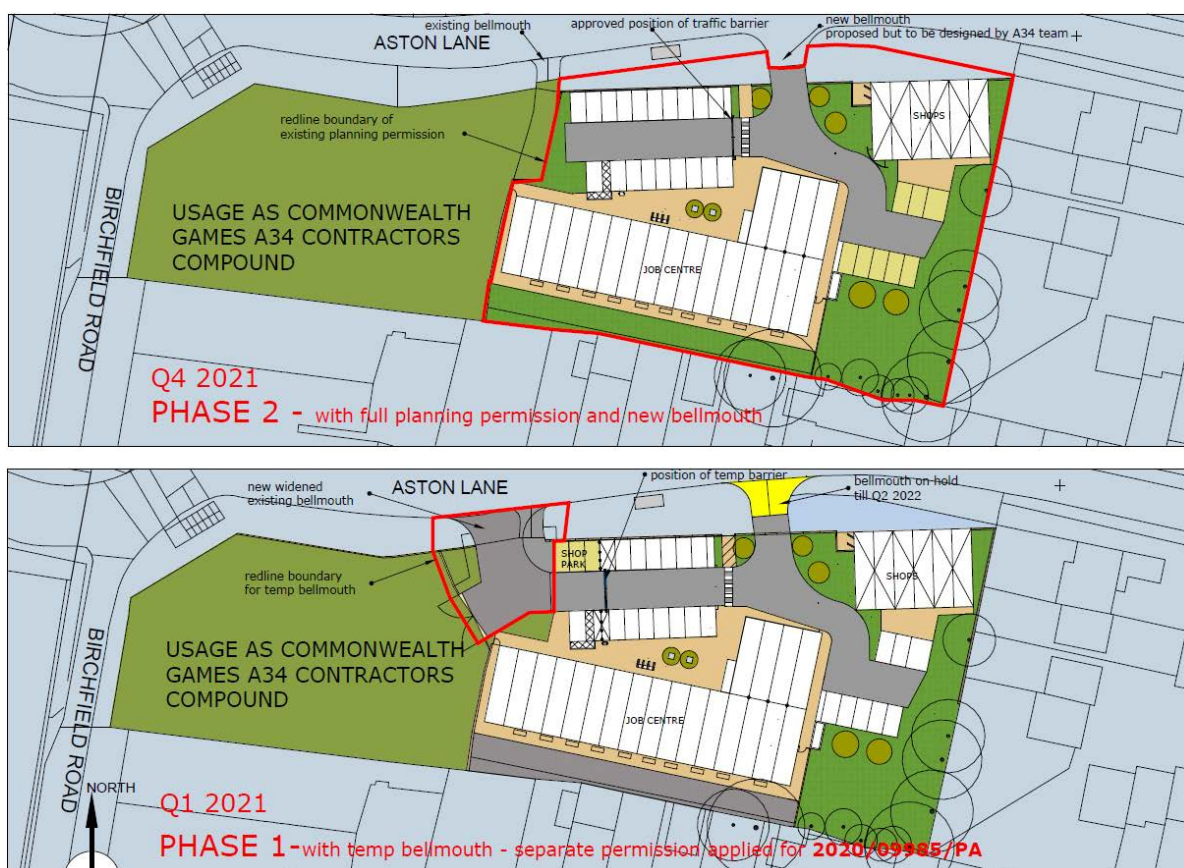 existing bellmouth
approved position of traffic barrier
new bellmouth
proposed but to be designed by A34 team
ASTON LANE
redline boundary of
existing planning permission
SHOPS
BIRCHFIELD ROAD
USAGE AS COMMONWEALTH
GAMES A34 CONTRACTORS
COMPOUND
JOB CENTRE
Q4 2021
PHASE 2 - with full planning permission and new bellmouth
new widened
existing bellmouth
ASTON LANE
position of temp barrier
bellmouth on hold
till Q2 2022
SHOP
PARK
redline boundary
for temp bellmouth
SHOPS
BIRCHFIELD ROAD
USAGE AS COMMONWEALTH
GAMES A34 CONTRACTORS
COMPOUND
JOB CENTRE
NORTH
Q1 2021
PHASE 1-with temp bellmouth - separate permission applied for 2020/09985/PA